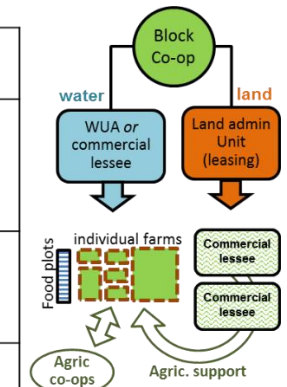 Block
Co-op
water
land
WUA or
commercial
lessee
Land admin
Unit
(leasing)
individual farms
Food plots
Commercial
lessee
Commercial
lessee
Agric
co-ops
Agric. support